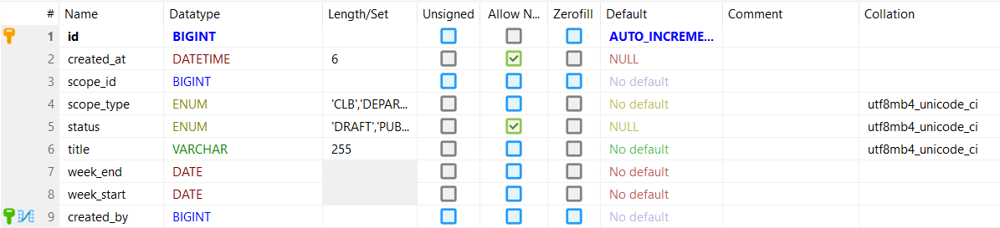 # Name Datatype Length/Set Unsigned Allow N... Zerofill Default Comment Collation
1 id BIGINT AUTO_INCREME...
2 created_at DATETIME 6 NULL
3 scope_id BIGINT No default
4 scope_type ENUM 'CLB','DEPAR... No default utf8mb4_unicode_ci
5 status ENUM 'DRAFT','PUB... NULL utf8mb4_unicode_ci
6 title VARCHAR 255 No default utf8mb4_unicode_ci
7 week_end DATE No default
8 week_start DATE No default
9 created_by BIGINT No default